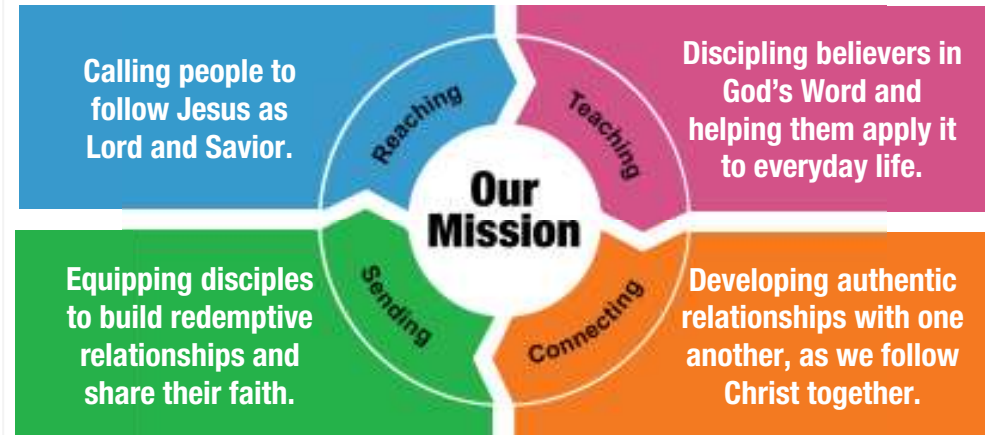 Calling people to
follow Jesus as
Lord and Savior.
Reaching
Teaching
Discipling believers in
God's Word and
helping them apply it
to everyday life.
Our
Mission
Equipping disciples
to build redemptive
relationships and
share their faith.
Sending
Connecting
Developing authentic
relationships with one
another, as we follow
Christ together.